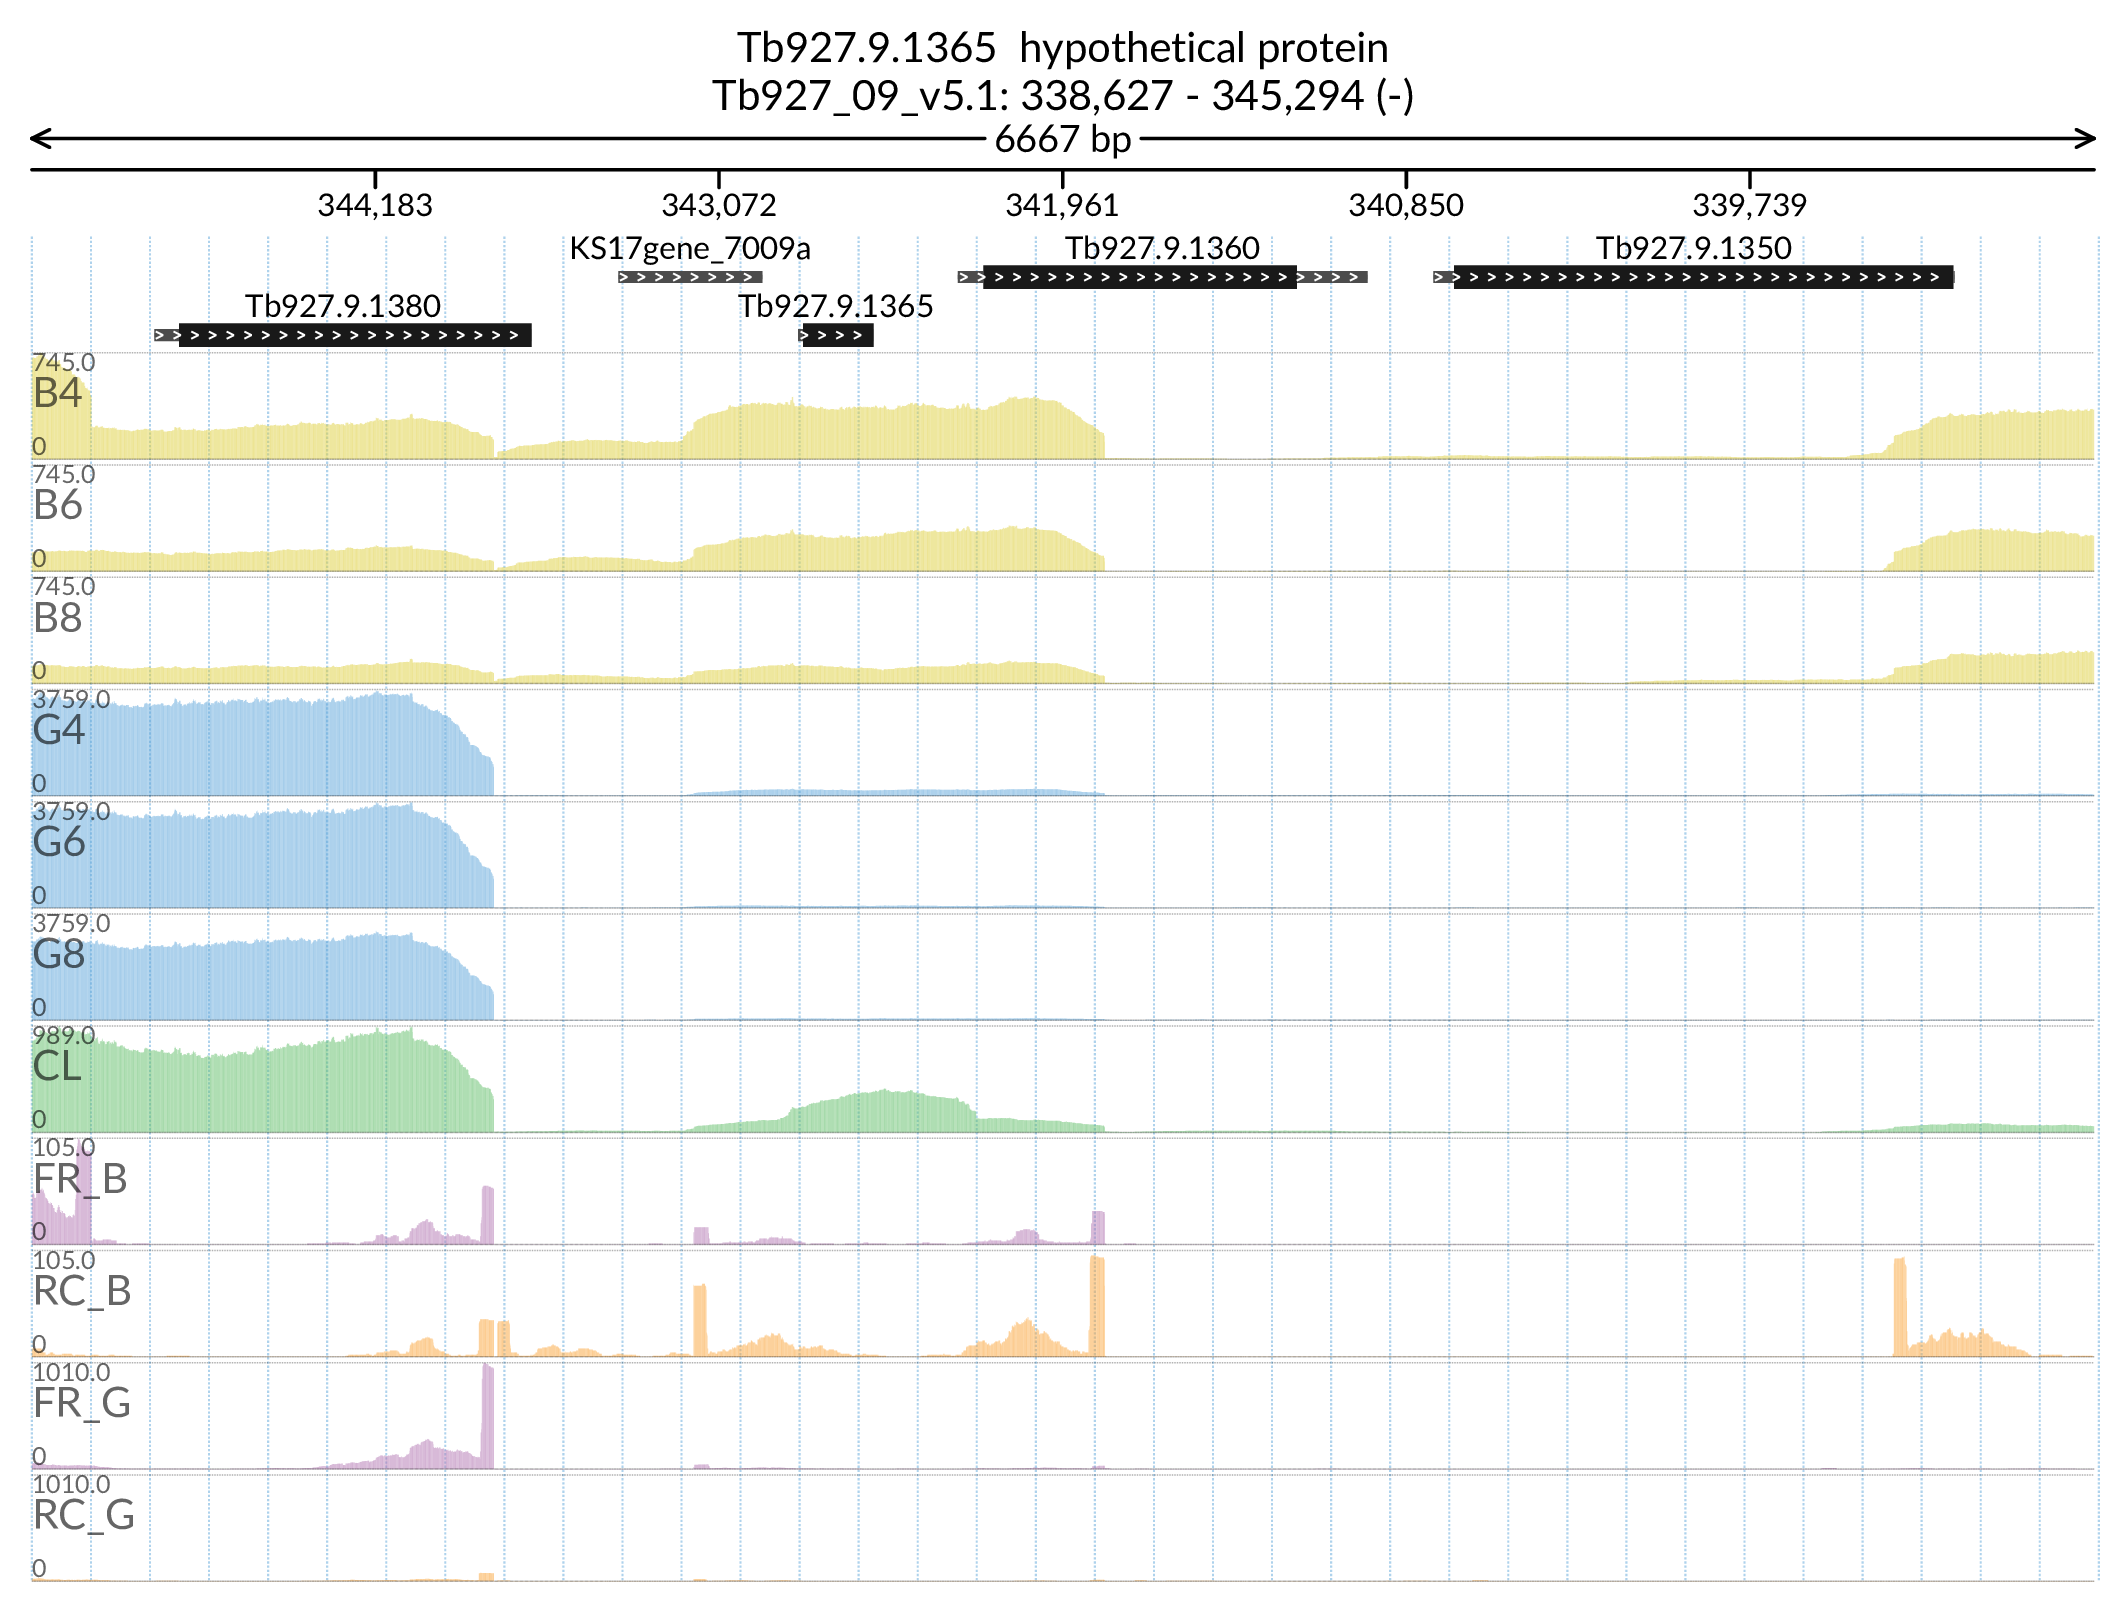 Tb927.9.1365  hypothetical protein
Tb927_09_v5.1: 338,627 - 345,294 (-)
6667 bp
344,183 343,072 341,961 340,850 339,739
KS17gene_7009a Tb927.9.1360 Tb927.9.1350
Tb927.9.1380 Tb927.9.1365
745.0
B4
0
745.0
B6
0
745.0
B8
0
3759.0
G4
0
3759.0
G6
0
3759.0
G8
0
989.0
CL
0
105.0
FR_B
0
105.0
RC_B
0
1010.0
FR_G
0
1010.0
RC_G
0